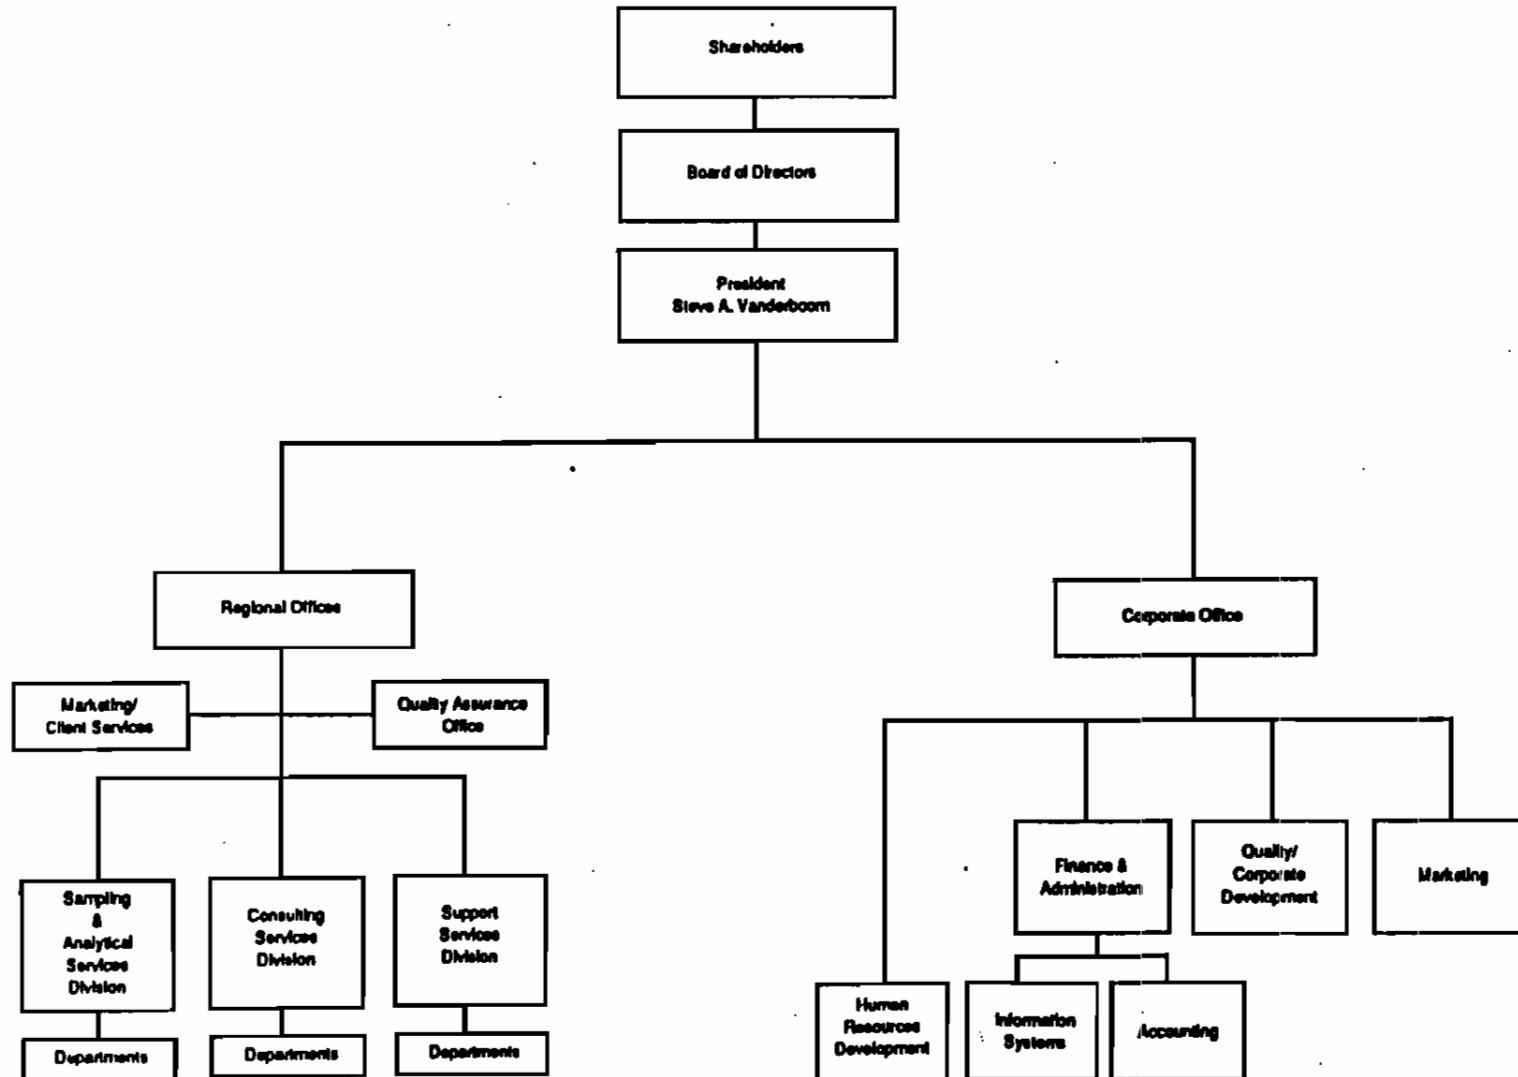 Shareholders
Board of Directors
President
Steve A. Vanderboom
Regional Offices
Corporate Office
Marketing/
Client Services
Quality Assurance
Office
Sampling
&
Analytical
Services
Division
Consulting
Services
Division
Support
Services
Division
Finance &
Administration
Quality/
Corporate
Development
Marketing
Departments
Departments
Departments
Human
Resources
Development
Information
Systems
Accounting